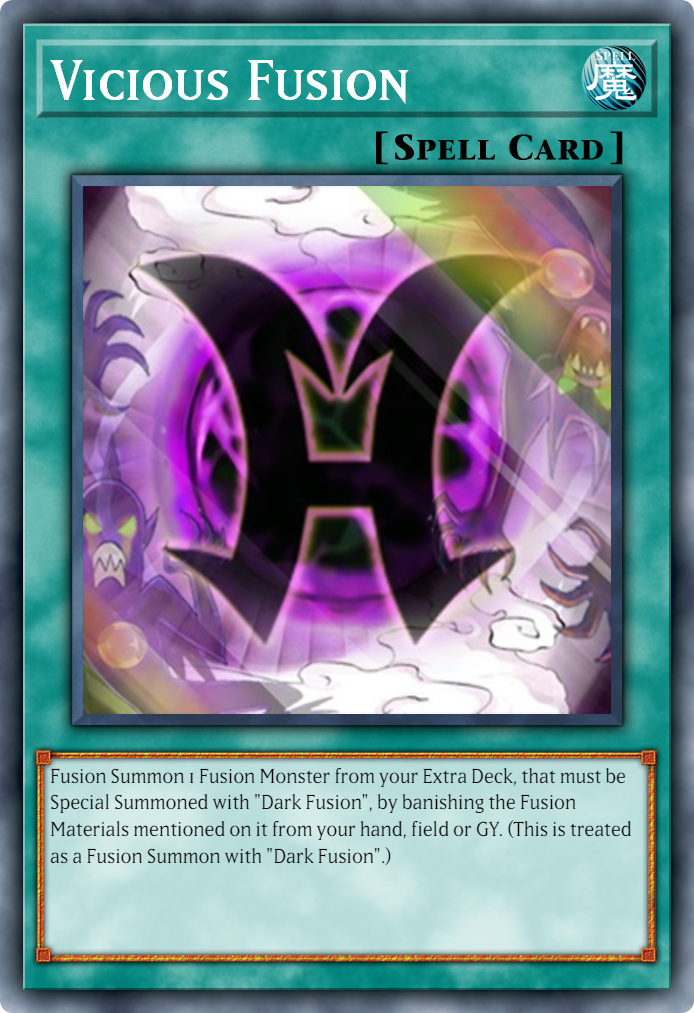 Vicious Fusion
SPELL
魔
[Spell Card]
Fusion Summon 1 Fusion Monster from your Extra Deck, that must be
Special Summoned with "Dark Fusion", by banishing the Fusion
Materials mentioned on it from your hand, field or GY. (This is treated
as a Fusion Summon with "Dark Fusion".)